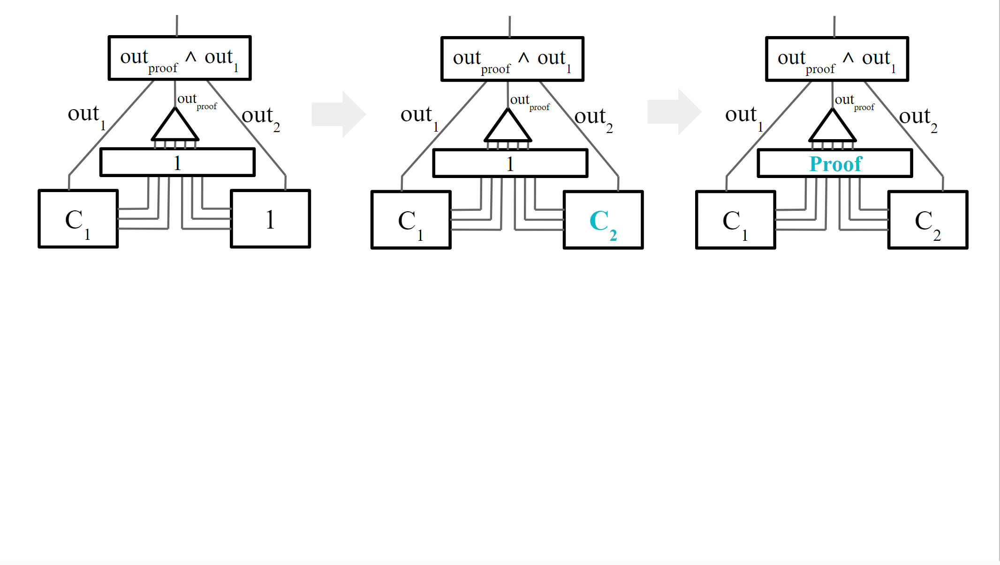 out_proof ∧ out_1
out_proof
out_1
out_2
1
C_1
1
out_proof ∧ out_1
out_proof
out_1
out_2
1
C_1
C_2
out_proof ∧ out_1
out_proof
out_1
out_2
Proof
C_1
C_2